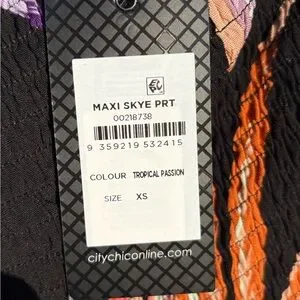 MAXI SKYE PRT
00218738
9 359219 532415
COLOUR TROPICAL PASSION
SIZE XS
citychiconline.com